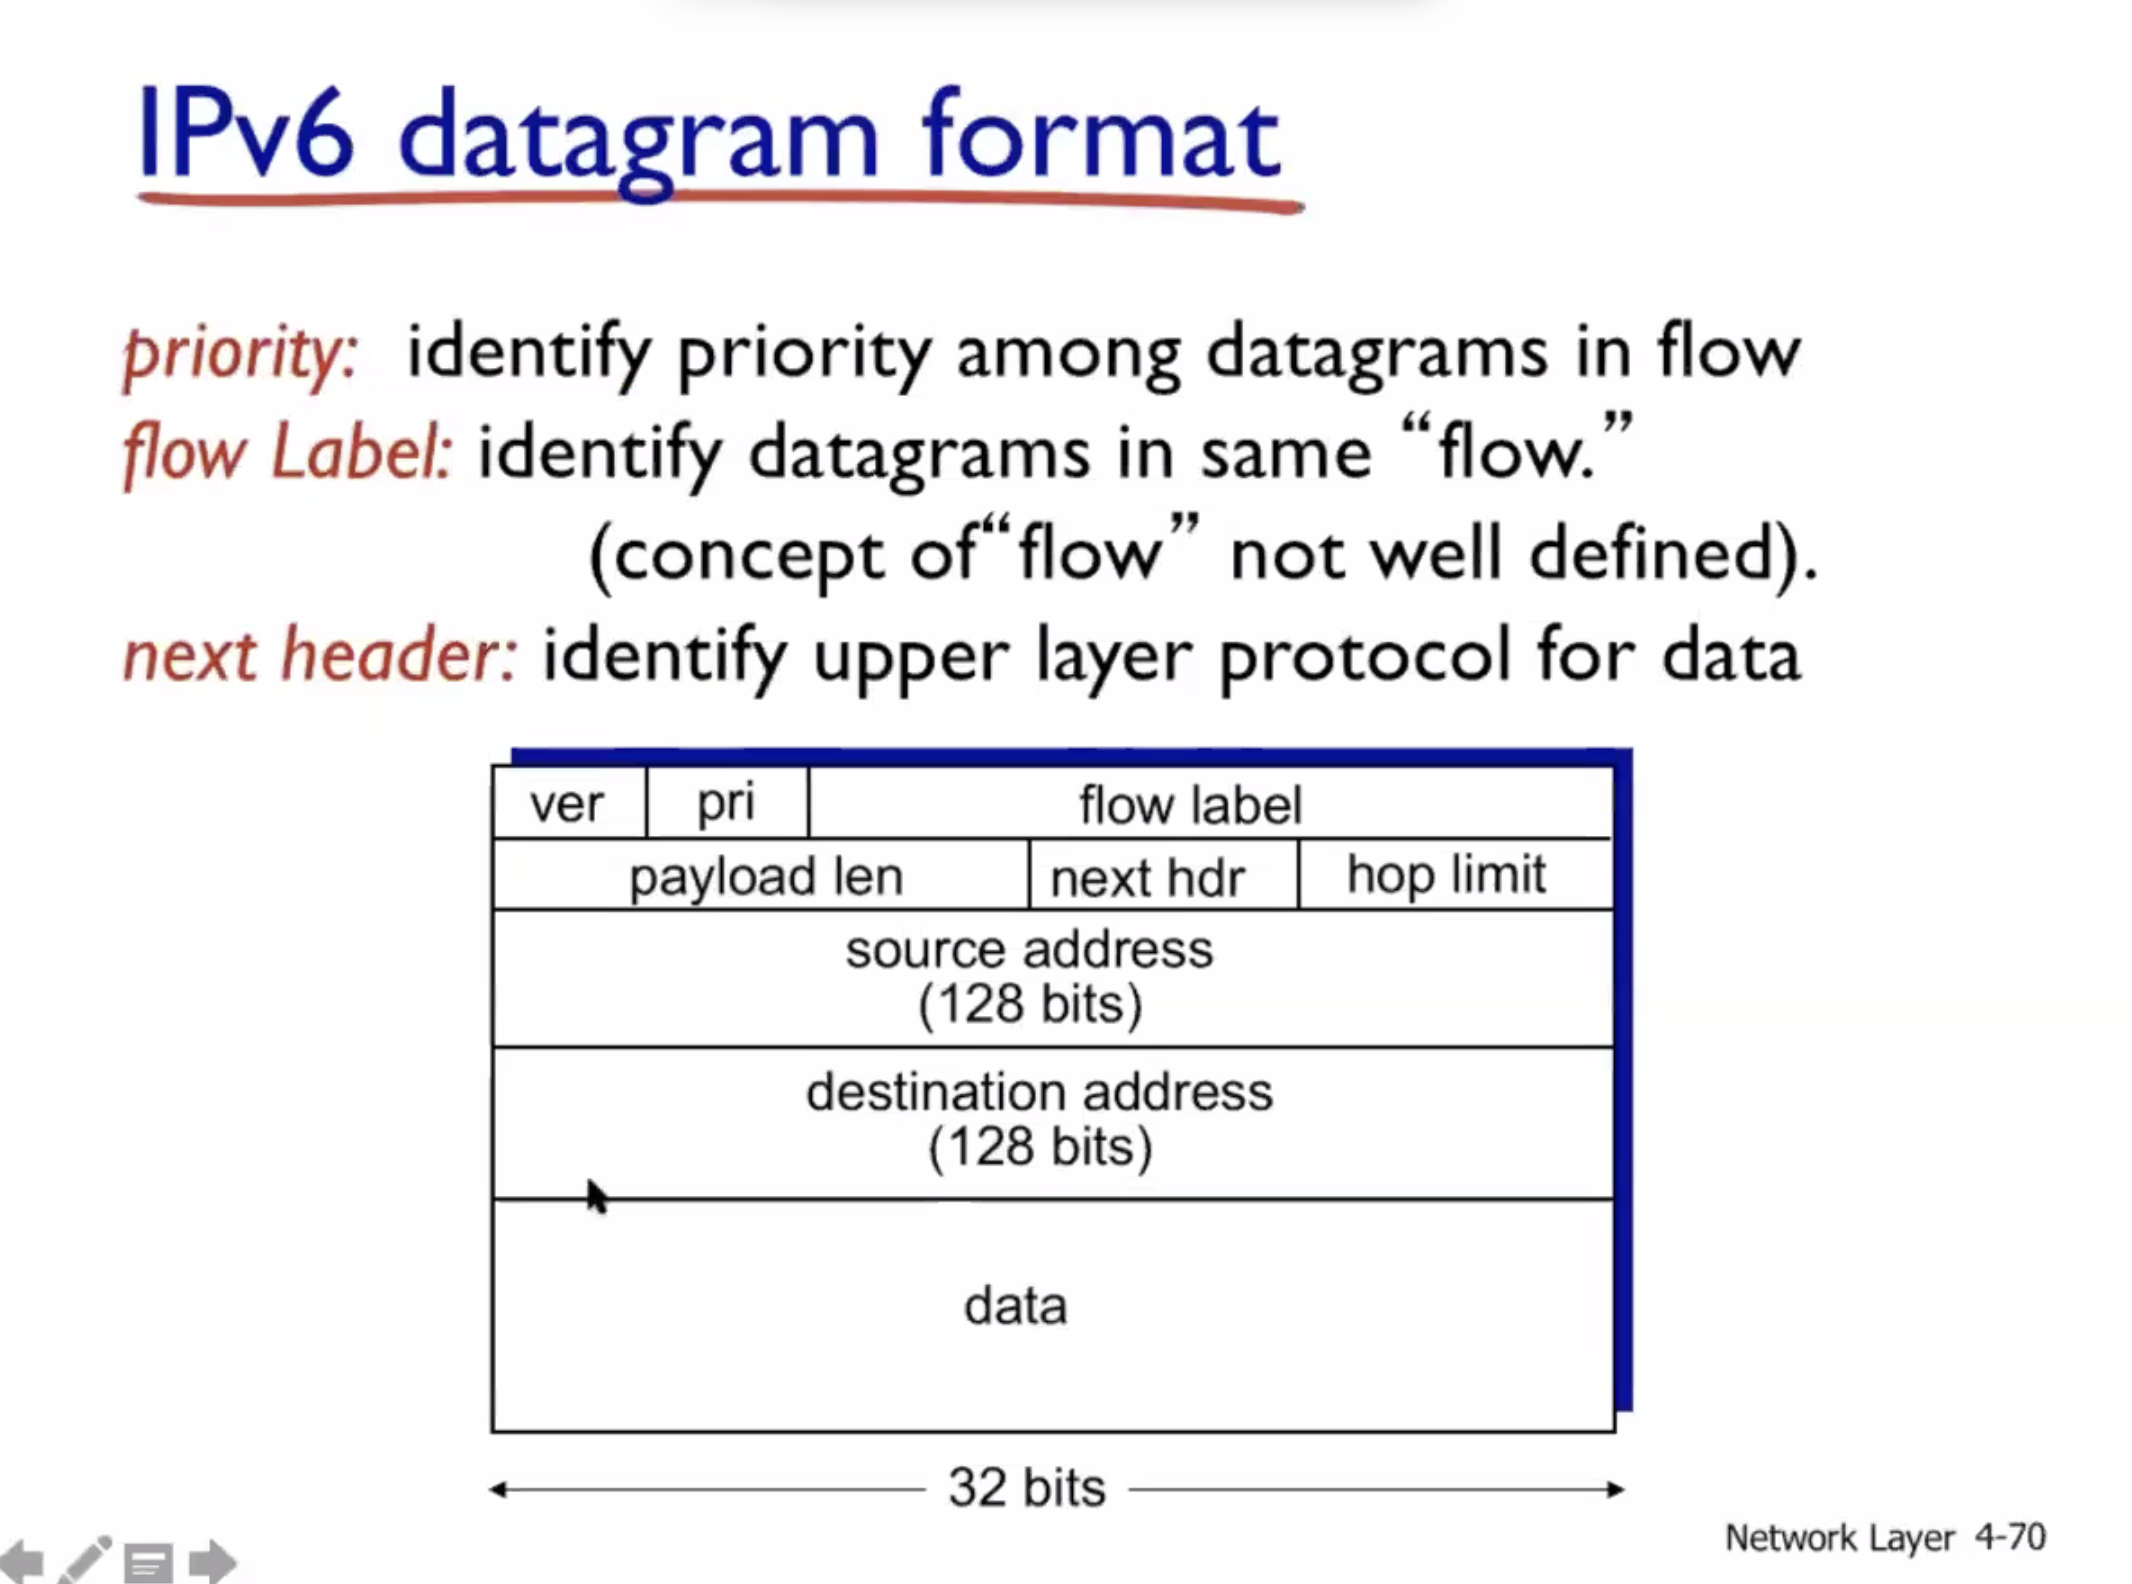 IPv6 datagram format
priority: identify priority among datagrams in flow
flow Label: identify datagrams in same “flow.”
(concept of“flow” not well defined).
next header: identify upper layer protocol for data
ver pri flow label
payload len next hdr hop limit
source address
(128 bits)
destination address
(128 bits)
data
32 bits
Network Layer 4-70